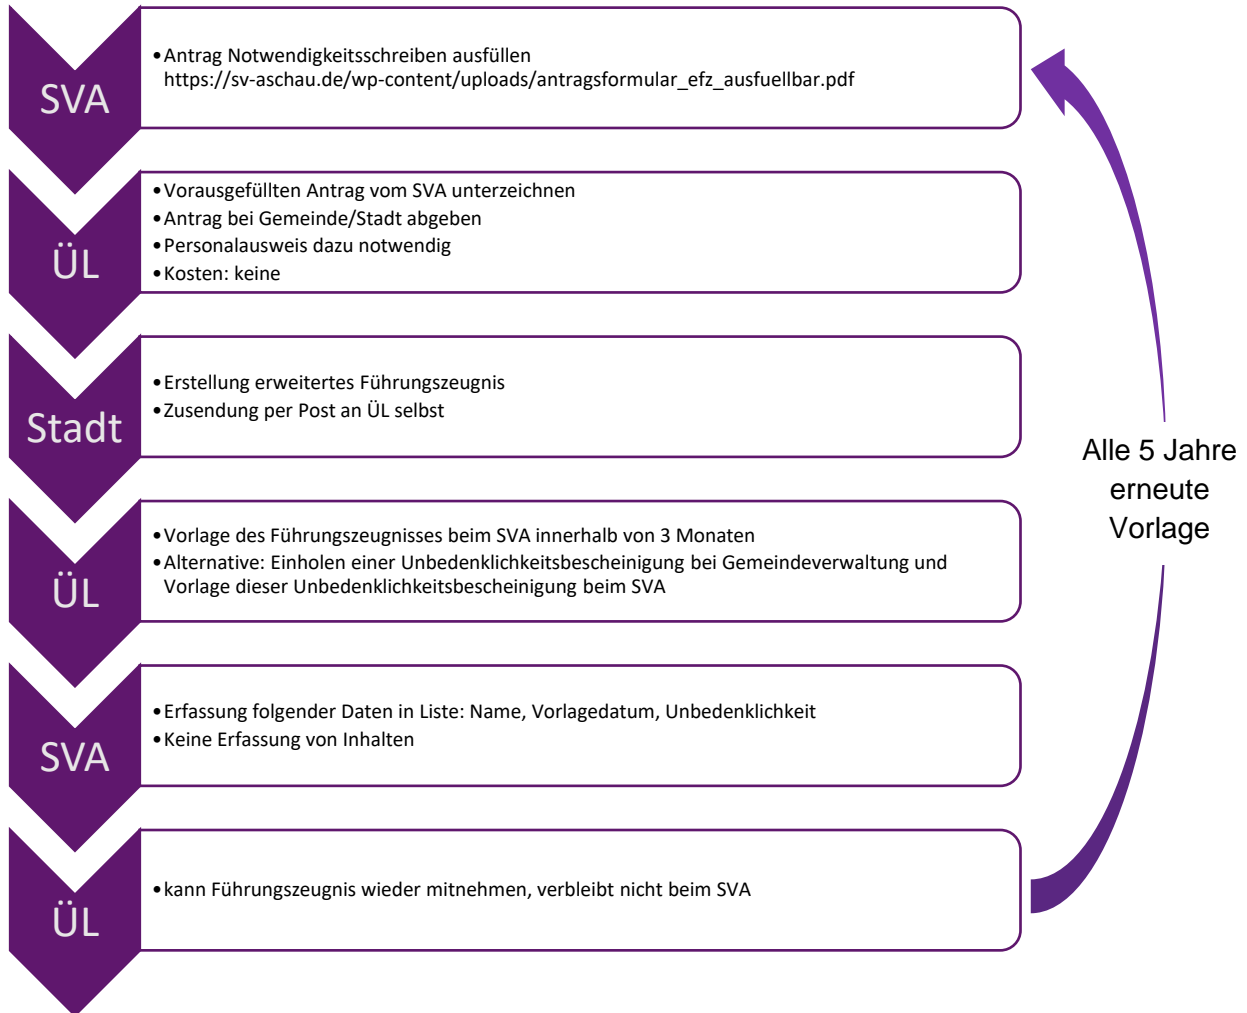 SVA
•Antrag Notwendigkeitsschreiben ausfüllen
https://sv-aschau.de/wp-content/uploads/antragsformular_efz_ausfuellbar.pdf
ÜL
•Vorausgefüllten Antrag vom SVA unterzeichnen
•Antrag bei Gemeinde/Stadt abgeben
•Personalausweis dazu notwendig
•Kosten: keine
Stadt
•Erstellung erweitertes Führungszeugnis
•Zusendung per Post an ÜL selbst
ÜL
•Vorlage des Führungszeugnisses beim SVA innerhalb von 3 Monaten
•Alternative: Einholen einer Unbedenklichkeitsbescheinigung bei Gemeindeverwaltung und
Vorlage dieser Unbedenklichkeitsbescheinigung beim SVA
SVA
•Erfassung folgender Daten in Liste: Name, Vorlagedatum, Unbedenklichkeit
•Keine Erfassung von Inhalten
ÜL
•kann Führungszeugnis wieder mitnehmen, verbleibt nicht beim SVA
Alle 5 Jahre
erneute
Vorlage